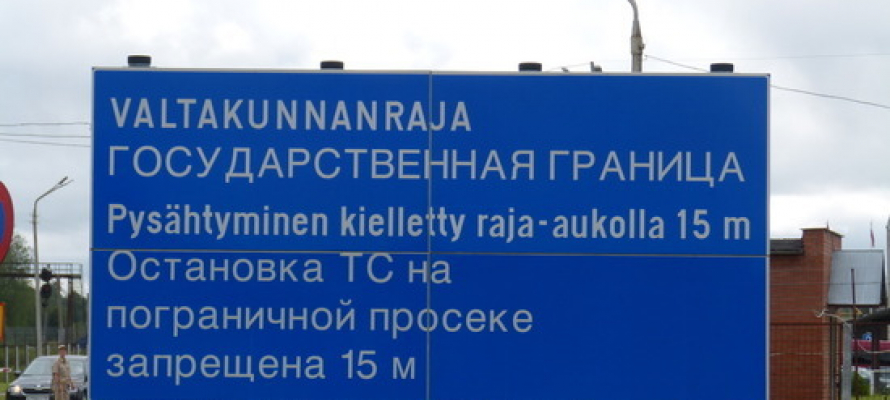 VALTAKUNNANRAJA
ГОСУДАРСТВЕННАЯ ГРАНИЦА
Pysähtyminen kielletty raja-aukolla 15 m
Остановка ТС на
пограничной просеке
запрещена 15 м